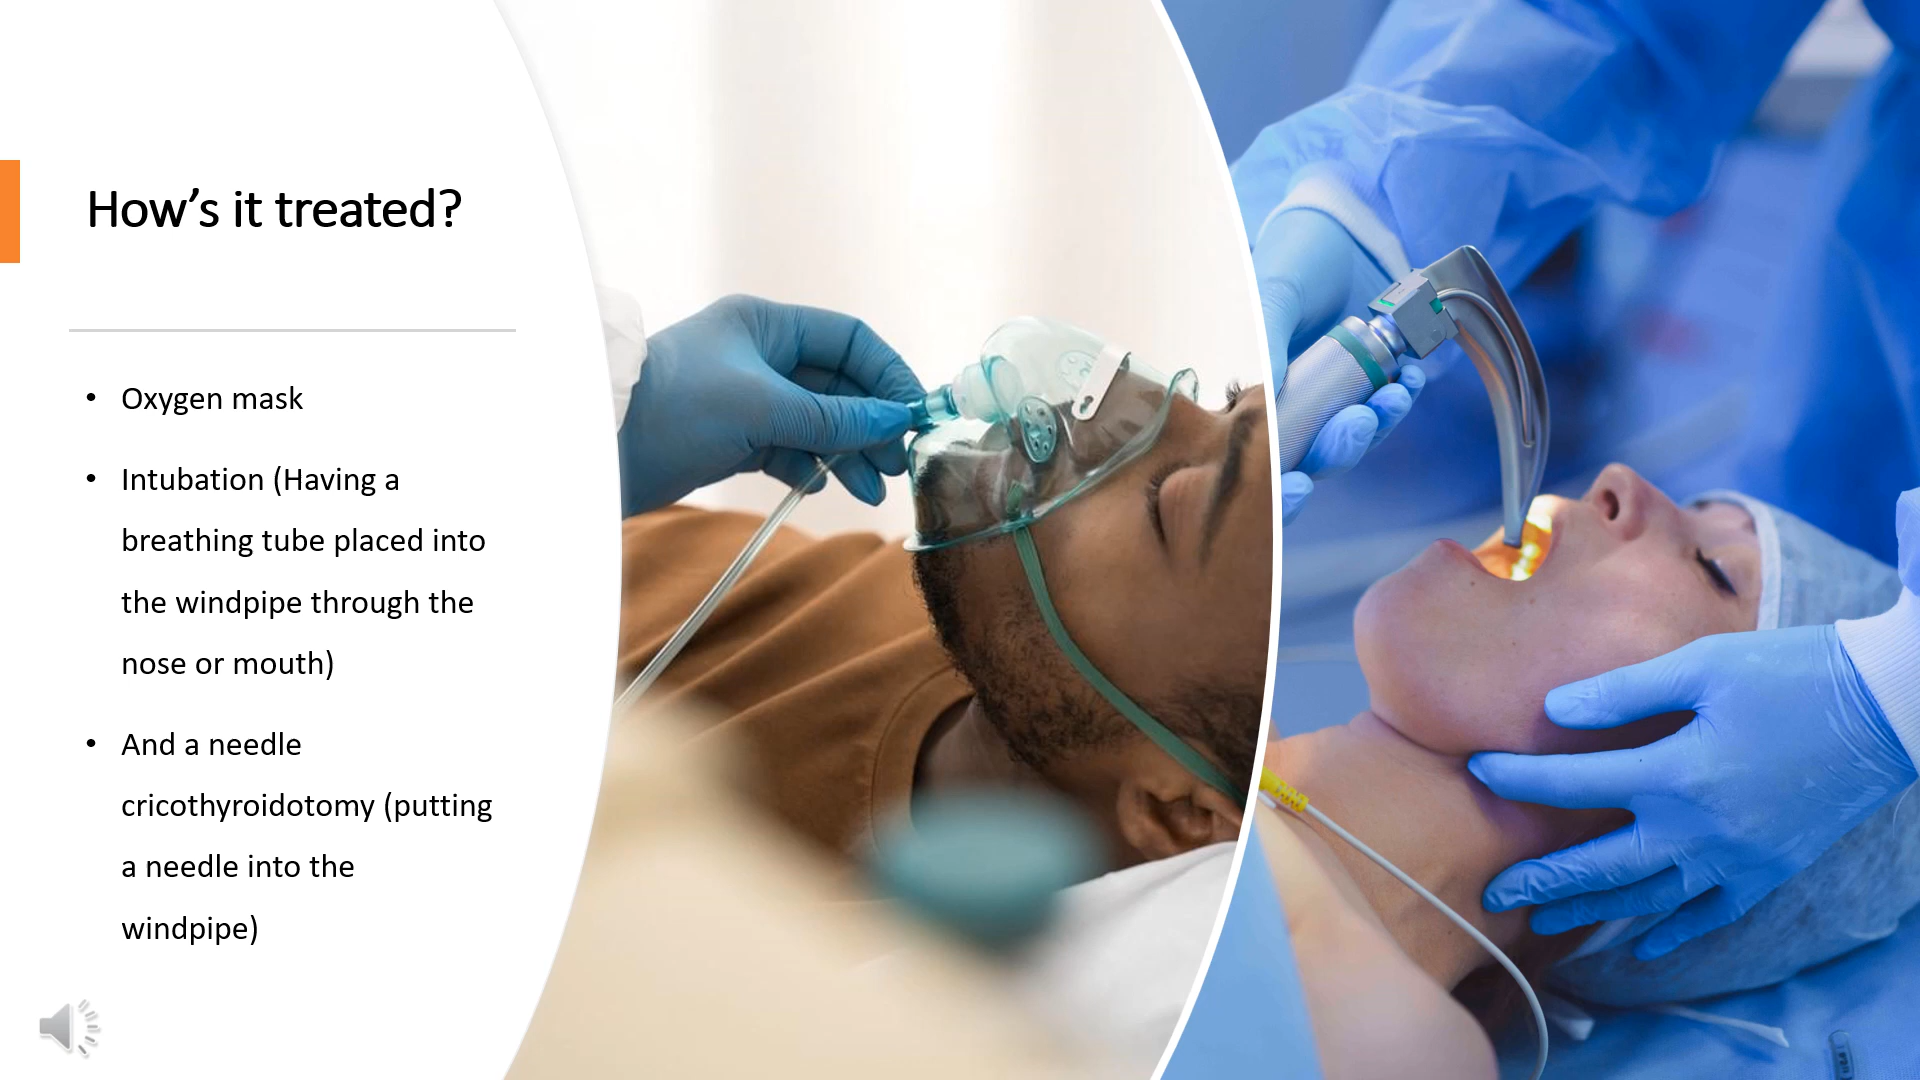 How’s it treated?
• Oxygen mask
• Intubation (Having a
breathing tube placed into
the windpipe through the
nose or mouth)
• And a needle
cricothyroidotomy (putting
a needle into the
windpipe)